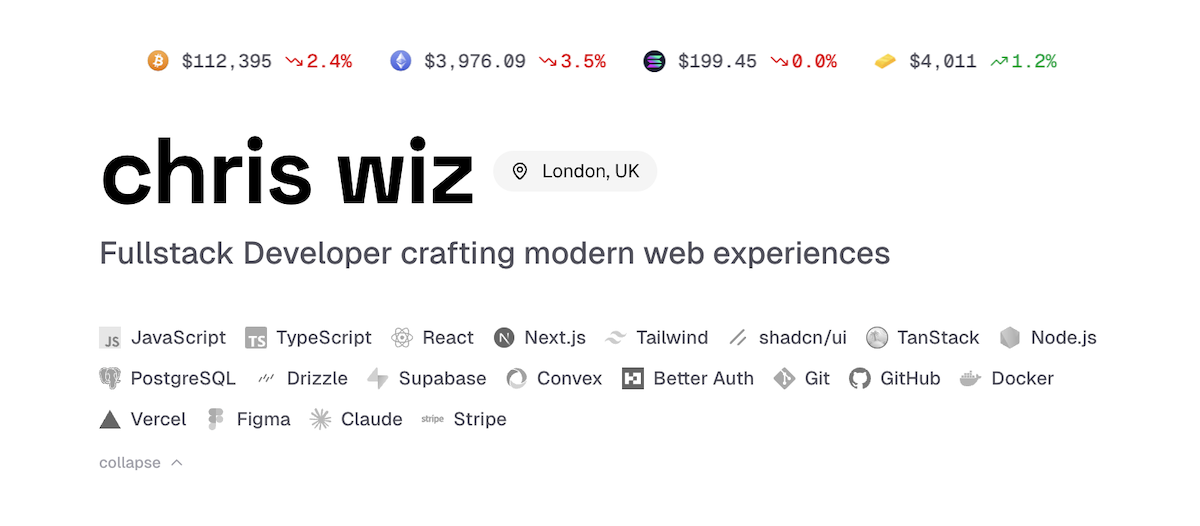 $112,395 2.4% $3,976.09 3.5% $199.45 0.0% $4,011 1.2%
chris wiz London, UK
Fullstack Developer crafting modern web experiences
JS JavaScript TS TypeScript React N Next.js Tailwind shadcn/ui TanStack Node.js
PostgreSQL Drizzle Supabase Convex Better Auth Git GitHub Docker
Vercel Figma Claude stripe Stripe
collapse